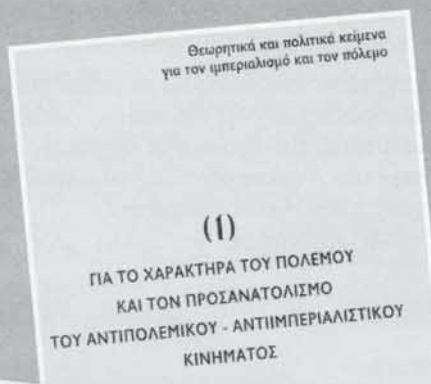 Θεωρητικά και πολιτικά κείμενα
για τον ιμπεριαλισμό και τον πόλεμο
(1)
ΓΙΑ ΤΟ ΧΑΡΑΚΤΗΡΑ ΤΟΥ ΠΟΛΕΜΟΥ
ΚΑΙ ΤΟΝ ΠΡΟΣΑΝΑΤΟΛΙΣΜΟ
ΤΟΥ ΑΝΤΙΠΟΛΕΜΙΚΟΥ - ΑΝΤΙΙΜΠΕΡΙΑΛΙΣΤΙΚΟΥ
ΚΙΝΗΜΑΤΟΣ